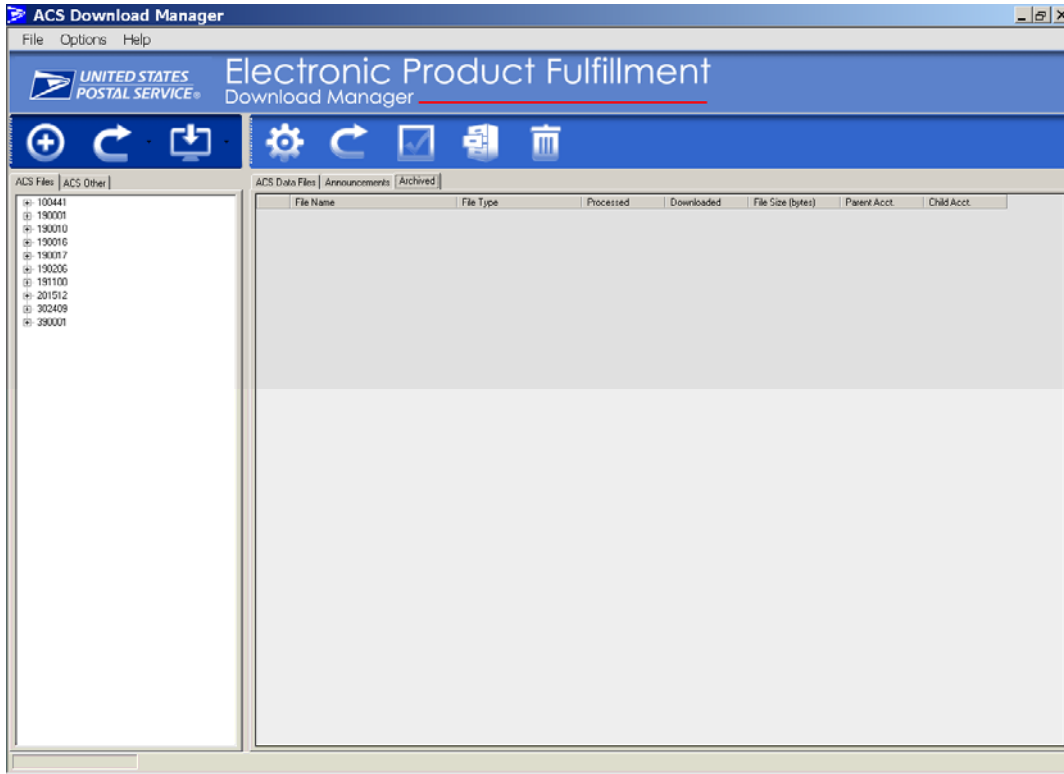 ACS Download Manager
File Options Help
UNITED STATES
POSTAL SERVICE®
Electronic Product Fulfillment
Download Manager
ACS Files ACS Other
ACS Data Files Announcements Archived
File Name File Type Processed Downloaded File Size (bytes) Parent Acct. Child Acct.
100441
190001
190010
190016
190017
190206
191100
201512
302409
390001